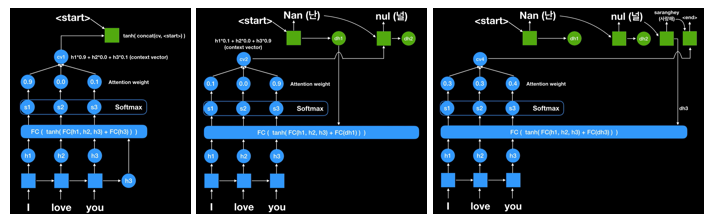 <start>
tanh( concat(cv, <start>) )
cv1
h1*0.9 + h2*0.0 + h3*0.1 (context vector)
0.9
0.0
0.1
Attention weight
s1
s2
s3
Softmax
FC ( tanh( FC(h1, h2, h3) + FC(h3) ) )
h1
h2
h3
I
love
you
<start>
Nan (난)
nul (널)
h1*0.1 + h2*0.0 + h3*0.9
(context vector)
dh1
dh2
cv2
0.1
0.0
0.9
Attention weight
s1
s2
s3
Softmax
FC ( tanh( FC(h1, h2, h3) + FC(dh1) ) )
h1
h2
h3
I
love
you
<start>
Nan (난)
nul (널)
saranghey
(사랑해)
<end>
dh1
dh2
cv4
0.3
0.3
0.4
Attention weight
s1
s2
s3
Softmax
dh3
FC ( tanh( FC(h1, h2, h3) + FC(dh3) ) )
h1
h2
h3
I
love
you